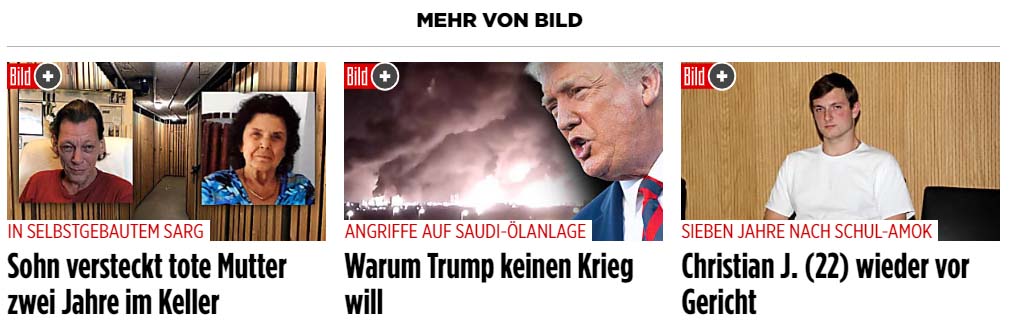 MEHR VON BILD
Bild +
IN SELBSTGEBAUTEM SARG
Sohn versteckt tote Mutter
zwei Jahre im Keller
Bild +
ANGRIFFE AUF SAUDI-ÖLANLAGE
Warum Trump keinen Krieg
will
Bild +
SIEBEN JAHRE NACH SCHUL-AMOK
Christian J. (22) wieder vor
Gericht